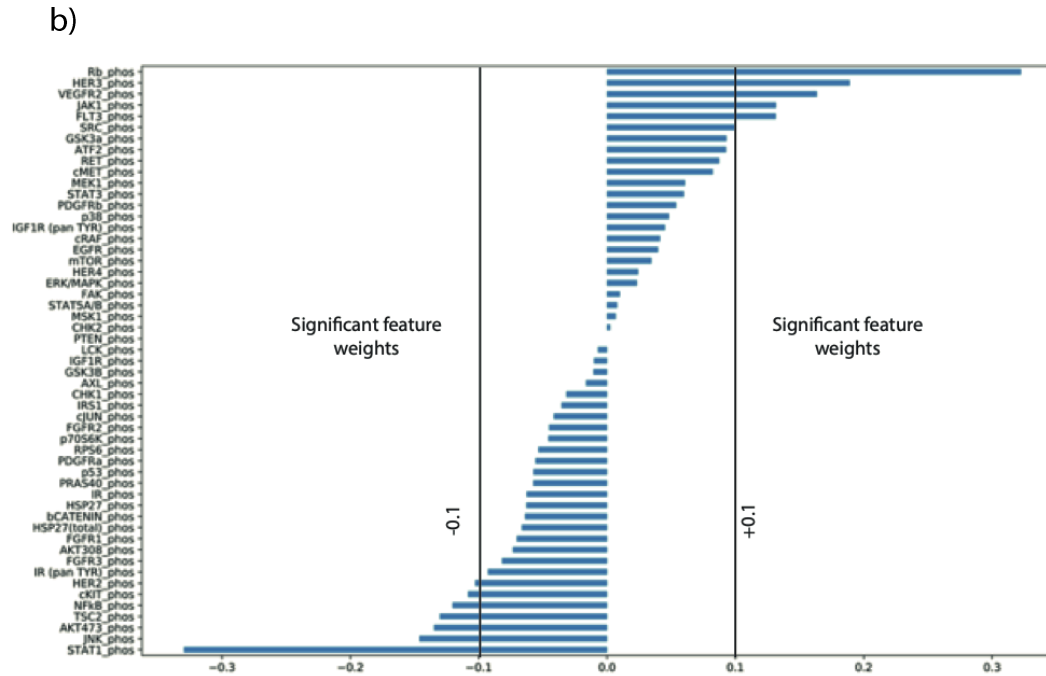 b)
Rb_phos
HER3_phos
VEGFR2_phos
JAK1_phos
FLT3_phos
SRC_phos
GSK3a_phos
ATF2_phos
RET_phos
cMET_phos
MEK1_phos
STAT3_phos
PDGFRb_phos
p38_phos
IGF1R (pan TYR)_phos
cRAF_phos
EGFR_phos
mTOR_phos
HER4_phos
ERK/MAPK_phos
FAK_phos
STAT5A/B_phos
MSK1_phos
CHK2_phos
PTEN_phos
LCK_phos
IGF1R_phos
GSK3B_phos
AXL_phos
CHK1_phos
IRS1_phos
cJUN_phos
FGFR2_phos
p70S6K_phos
RPS6_phos
PDGFRa_phos
p53_phos
PRAS40_phos
IR_phos
HSP27_phos
bCATENIN_phos
HSP27(total)_phos
FGFR1_phos
AKT308_phos
FGFR3_phos
IR (pan TYR)_phos
HER2_phos
cKIT_phos
NFkB_phos
TSC2_phos
AKT473_phos
JNK_phos
STAT1_phos
Significant feature
weights
Significant feature
weights
-0.1
+0.1
−0.3 −0.2 −0.1 0.0 0.1 0.2 0.3